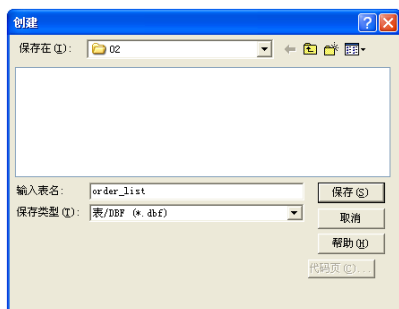 创建
保存在(I): 02
输入表名: order_list 保存(S)
保存类型(T): 表/DBF (*.dbf) 取消
帮助(H)
代码页(C)...